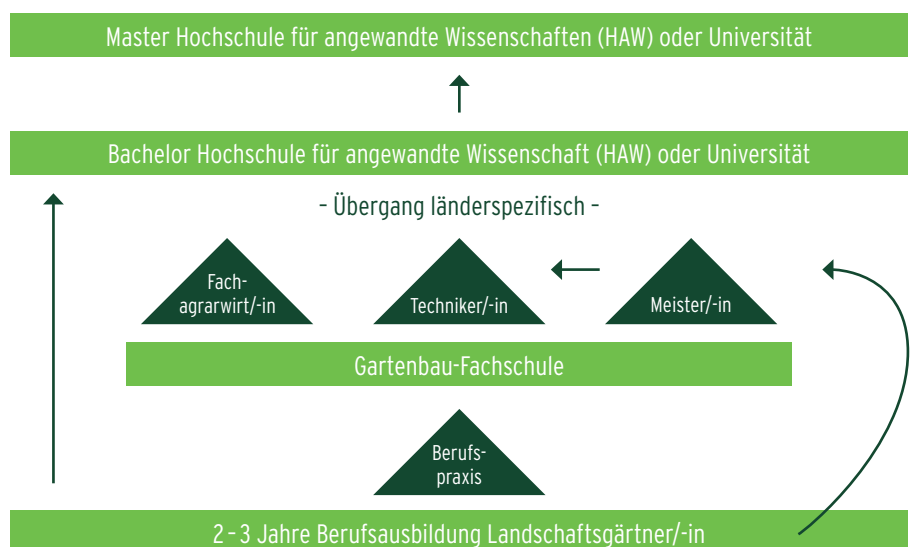 Master Hochschule für angewandte Wissenschaften (HAW) oder Universität
Bachelor Hochschule für angewandte Wissenschaft (HAW) oder Universität
- Übergang länderspezifisch -
Fach-
agrarwirt/-in
Techniker/-in
Meister/-in
Gartenbau-Fachschule
Berufs-
praxis
2 - 3 Jahre Berufsausbildung Landschaftsgärtner/-in